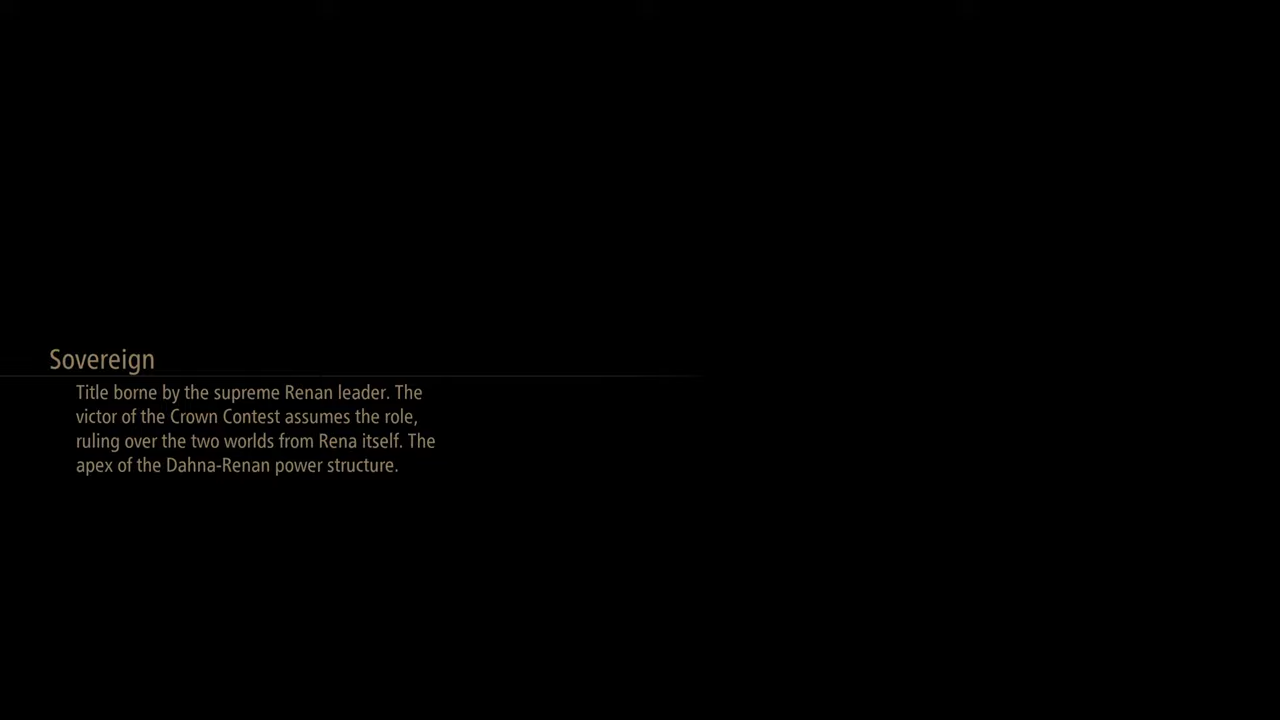 Sovereign
Title borne by the supreme Renan leader. The
victor of the Crown Contest assumes the role,
ruling over the two worlds from Rena itself. The
apex of the Dahna-Renan power structure.